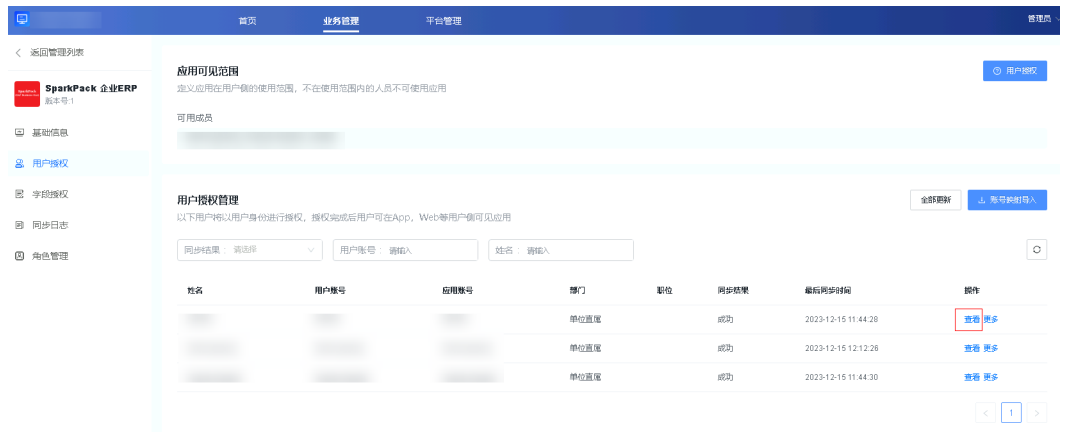 首页 业务管理 平台管理 管理员
返回管理列表
SparkPack 企业ERP
版本号:1
基础信息
用户授权
字段授权
同步日志
角色管理
应用可见范围
用户授权
定义应用在用户侧的使用范围，不在使用范围内的人员不可使用应用
可用成员
用户授权管理
全部更新 账号映射导入
以下用户将以用户身份进行授权，授权完成后用户可在App，Web等用户侧可见应用
同步结果： 请选择 用户账号： 请输入 姓名： 请输入
姓名 用户账号 应用账号 部门 职位 同步结果 最后同步时间 操作
单位直属 成功 2023-12-15 11:44:28 查看 更多
单位直属 成功 2023-12-15 12:12:26 查看 更多
单位直属 成功 2023-12-15 11:44:30 查看 更多
1